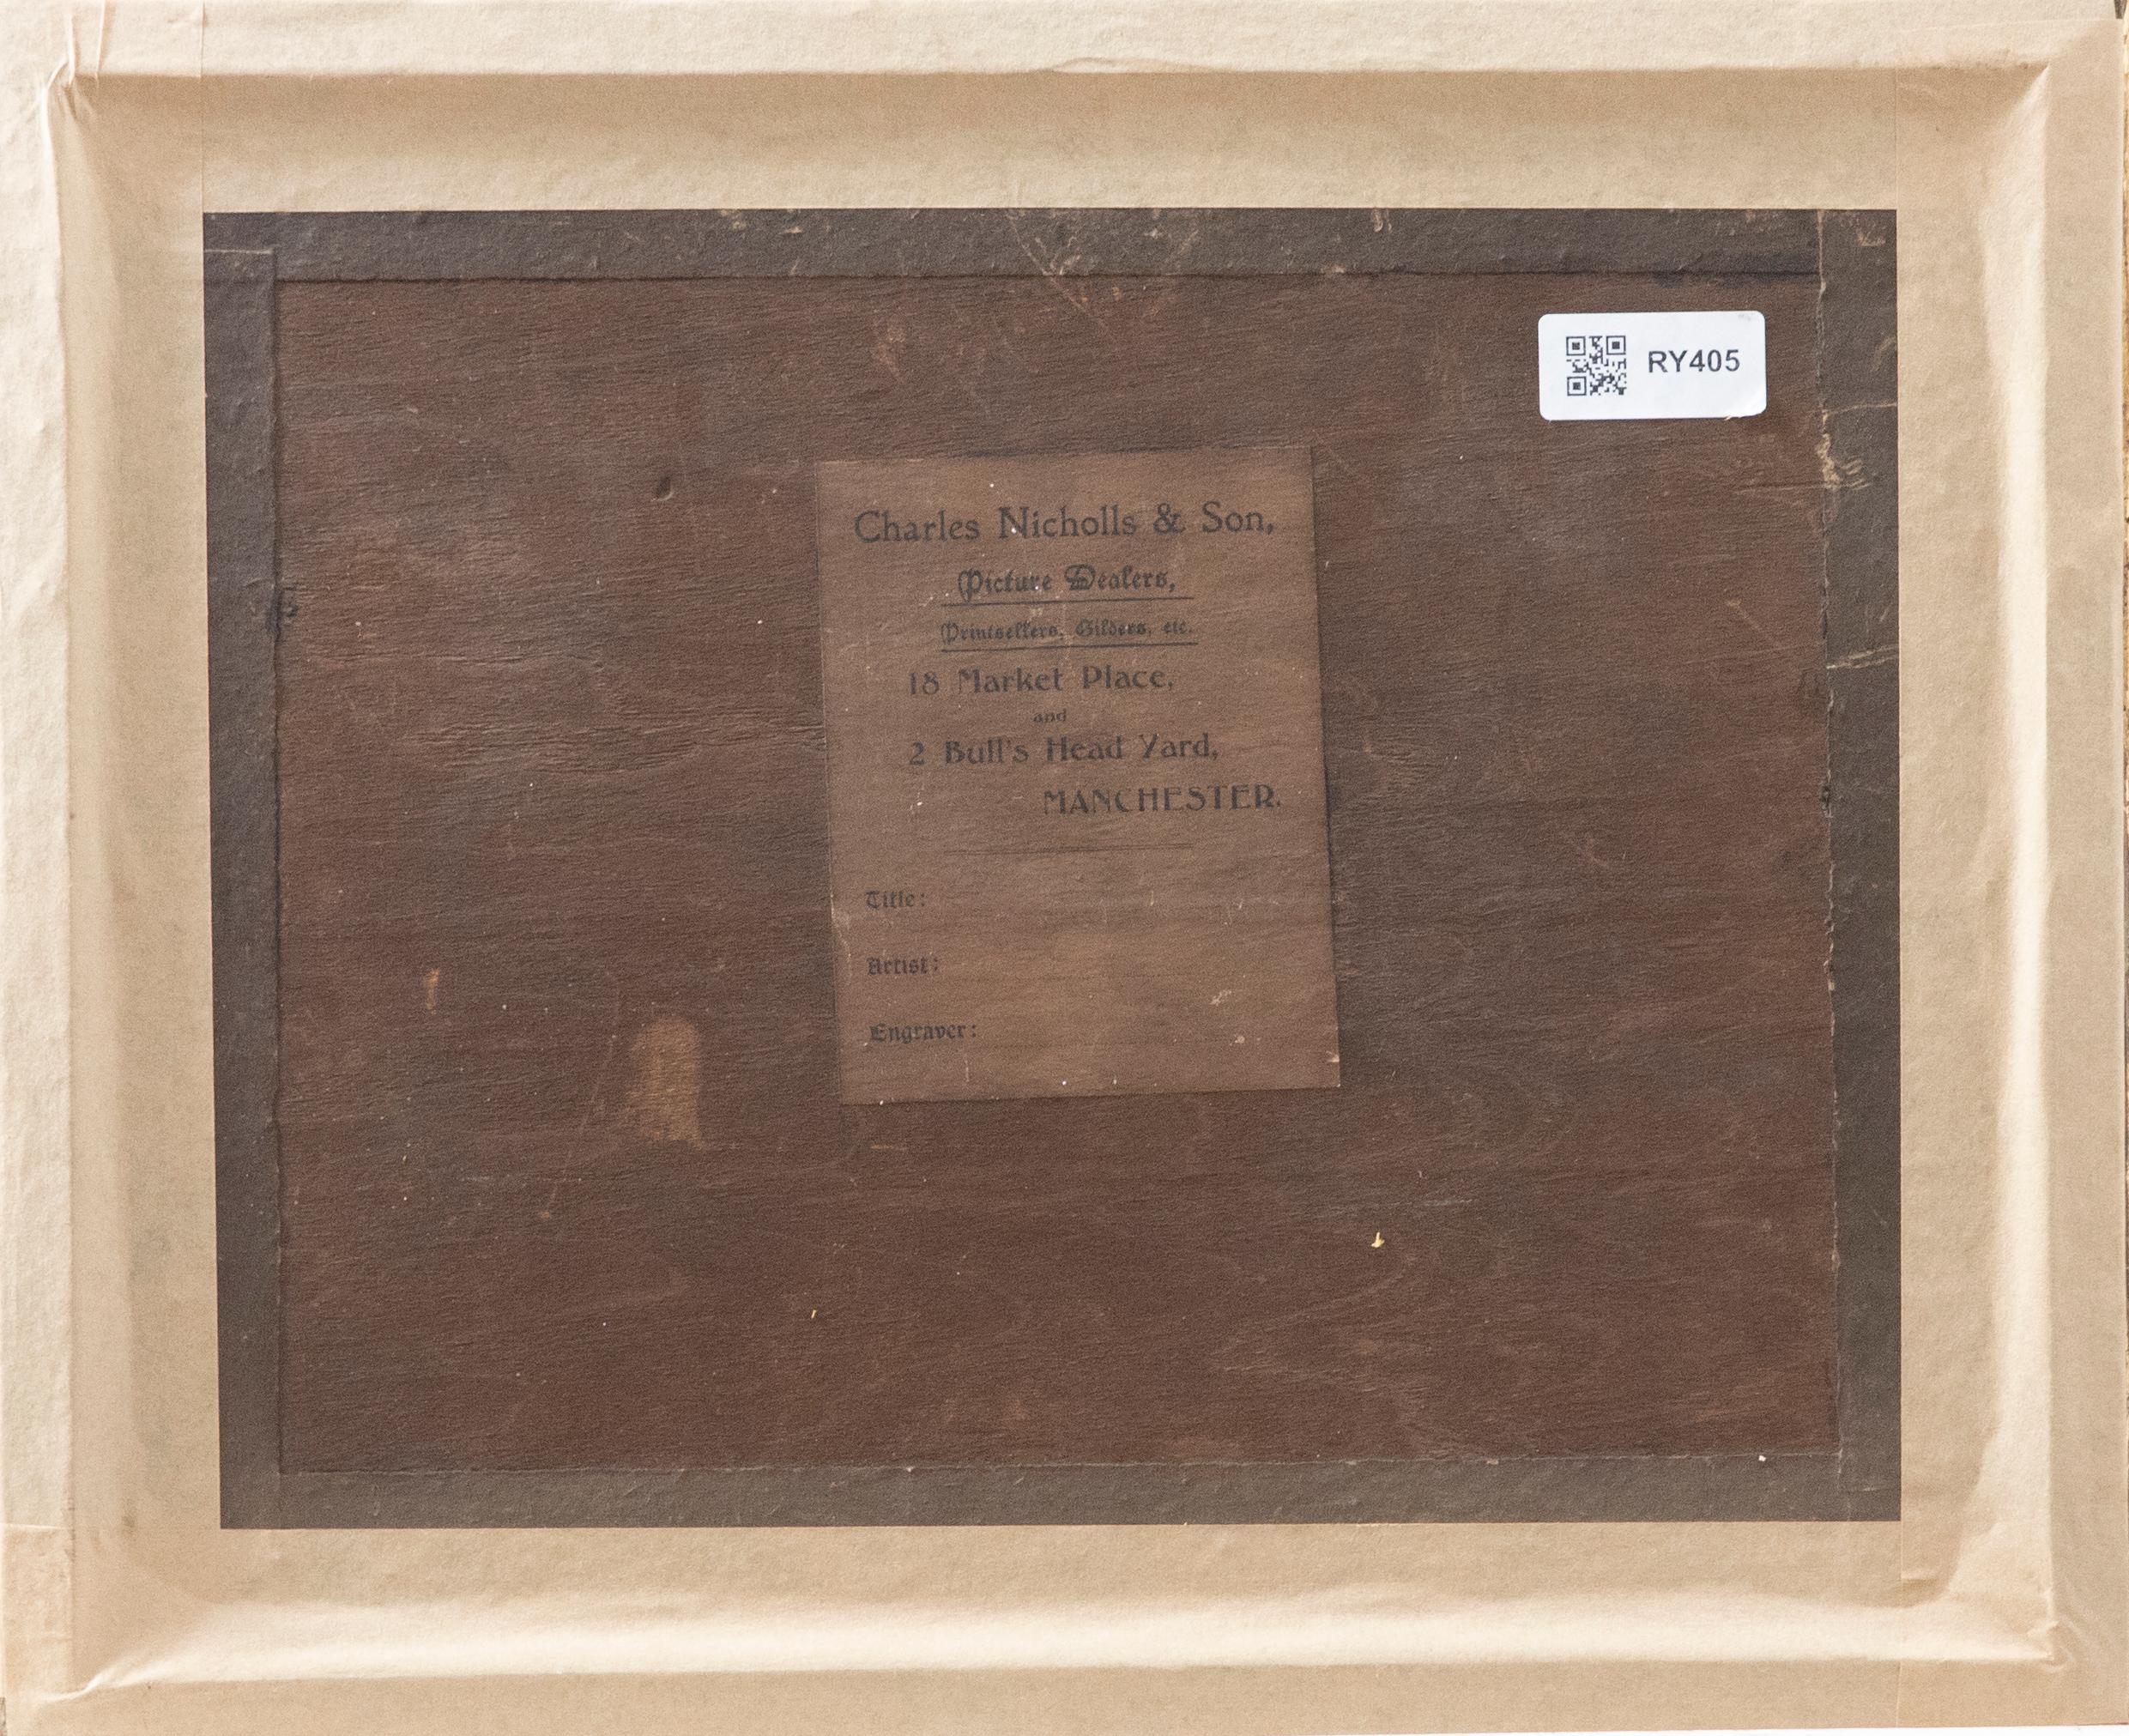 RY405
Charles Nicholls & Son,
Picture Dealers,
Printsellers, Gilders, etc.
18 Market Place,
and
2 Bull's Head Yard,
MANCHESTER.
Title:
Artist:
Engraver: